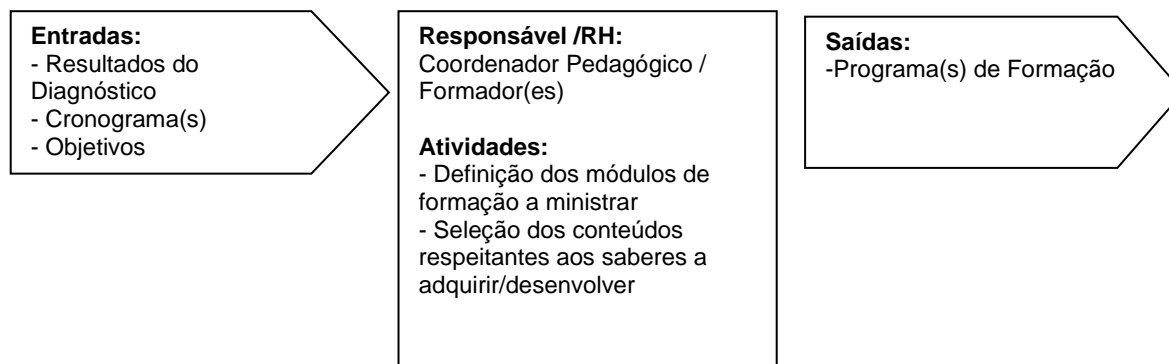 Entradas:
- Resultados do
Diagnóstico
- Cronograma(s)
- Objetivos
Responsável /RH:
Coordenador Pedagógico /
Formador(es)
Atividades:
- Definição dos módulos de
formação a ministrar
- Seleção dos conteúdos
respeitantes aos saberes a
adquirir/desenvolver
Saídas:
-Programa(s) de Formação